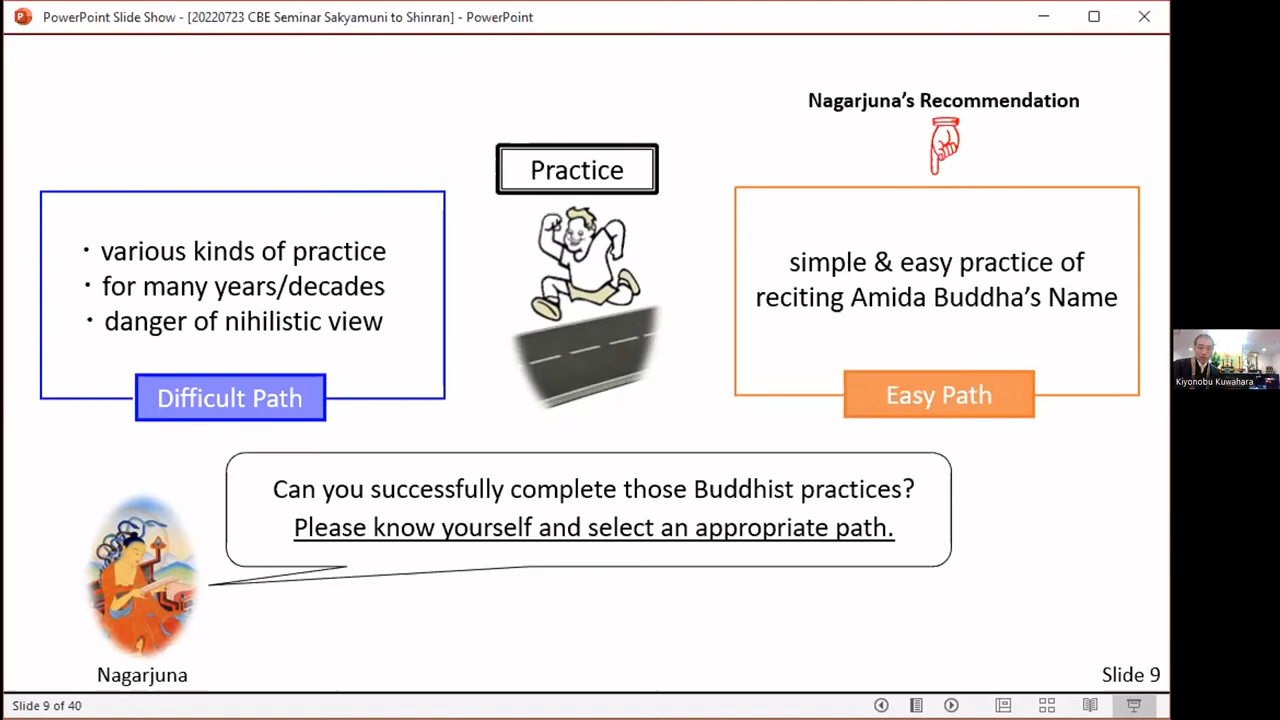 PowerPoint Slide Show - [20220723 CBE Seminar Sakyamuni to Shinran] - PowerPoint
Nagarjuna's Recommendation
Practice
・various kinds of practice
・for many years/decades
・danger of nihilistic view
Difficult Path
simple & easy practice of
reciting Amida Buddha's Name
Easy Path
Can you successfully complete those Buddhist practices?
Please know yourself and select an appropriate path.
Nagarjuna
Kiyonobu Kuwahara
Slide 9
Slide 9 of 40